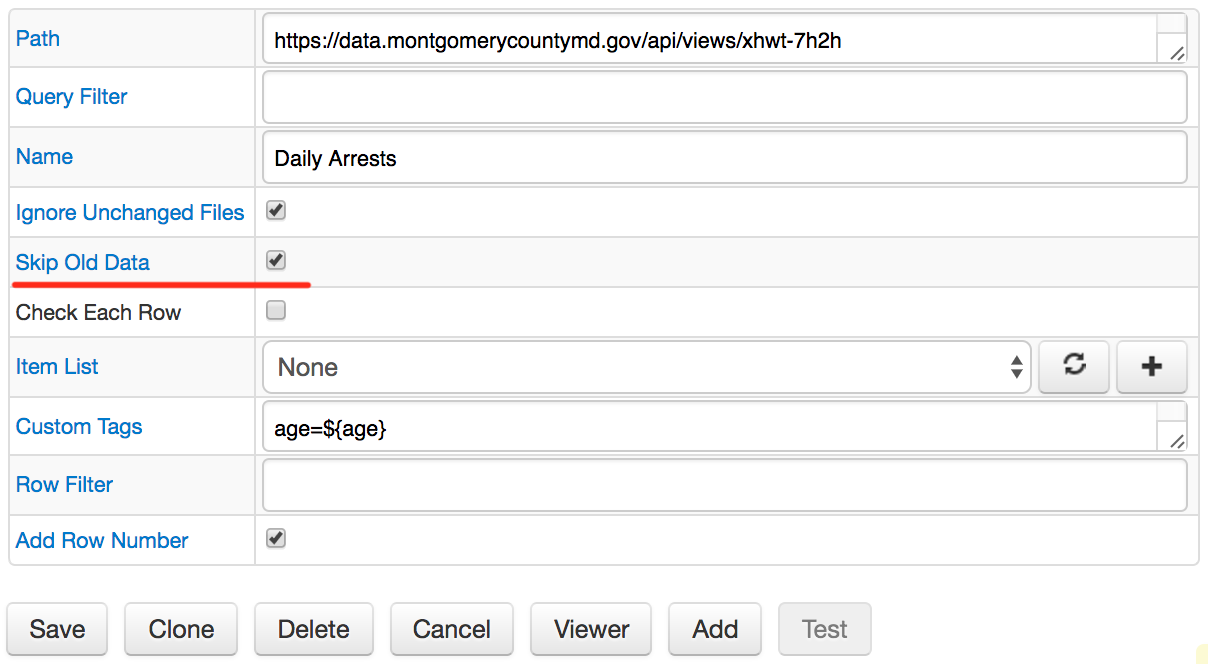 Path https://data.montgomerycountymd.gov/api/views/xhwt-7h2h
Query Filter
Name Daily Arrests
Ignore Unchanged Files
Skip Old Data
Check Each Row
Item List None
Custom Tags age=${age}
Row Filter
Add Row Number
Save Clone Delete Cancel Viewer Add Test